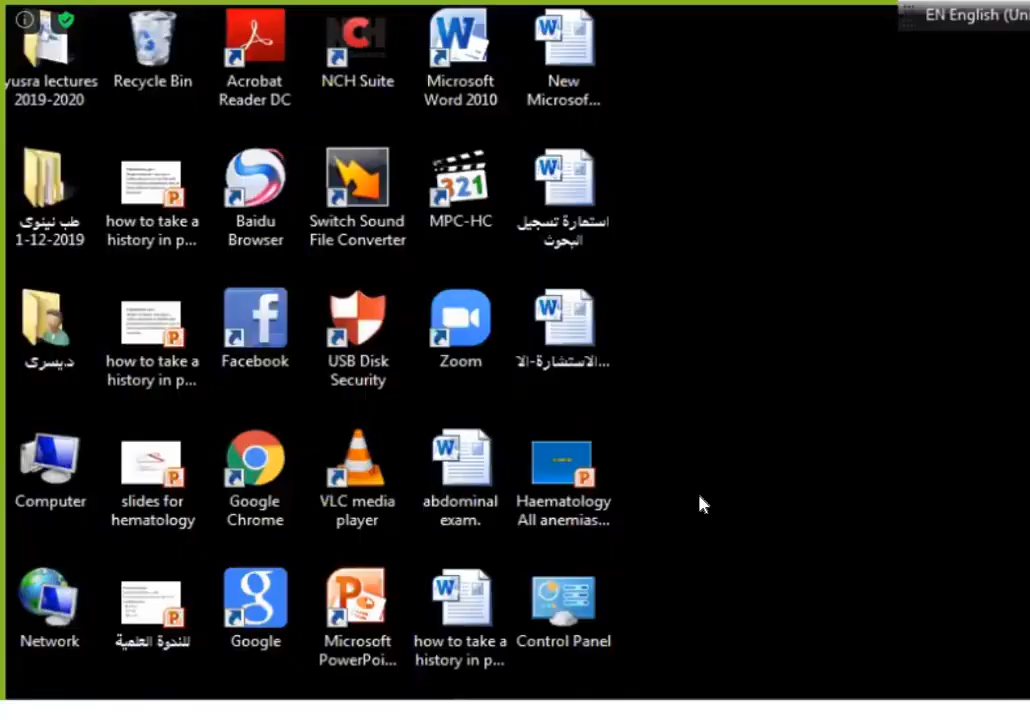 EN English (Un
yusra lectures
2019-2020
Recycle Bin
Acrobat
Reader DC
NCH
NCH Suite
Microsoft
Word 2010
New
Microsof...
طب نينوى
1-12-2019
how to take a
history in p...
Baidu
Browser
Switch Sound
File Converter
321
MPC-HC
استمارة تسجيل
البحوث
د.يسرى
how to take a
history in p...
Facebook
USB Disk
Security
Zoom
الاستشارة-الا...
Computer
slides for
hematology
Google
Chrome
VLC media
player
abdominal
exam.
Haematology
All anemias...
Network
للندوة العلمية
Google
Microsoft
PowerPoi...
how to take a
history in p...
Control Panel